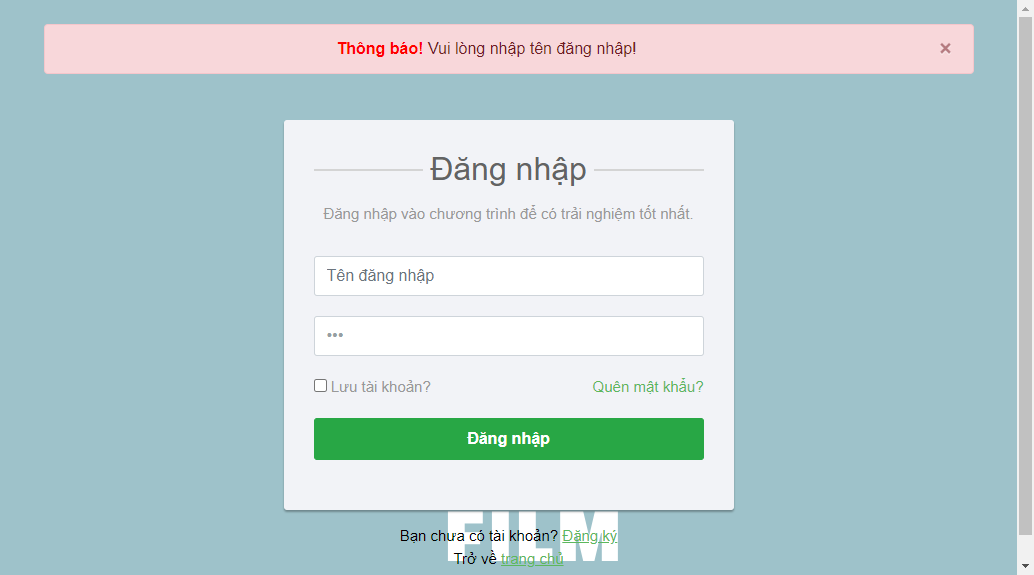 Thông báo! Vui lòng nhập tên đăng nhập!
×
Đăng nhập
Đăng nhập vào chương trình để có trải nghiệm tốt nhất.
Tên đăng nhập
•••
Lưu tài khoản? Quên mật khẩu?
Đăng nhập
FILM
Bạn chưa có tài khoản? Đăng ký
Trở về trang chủ